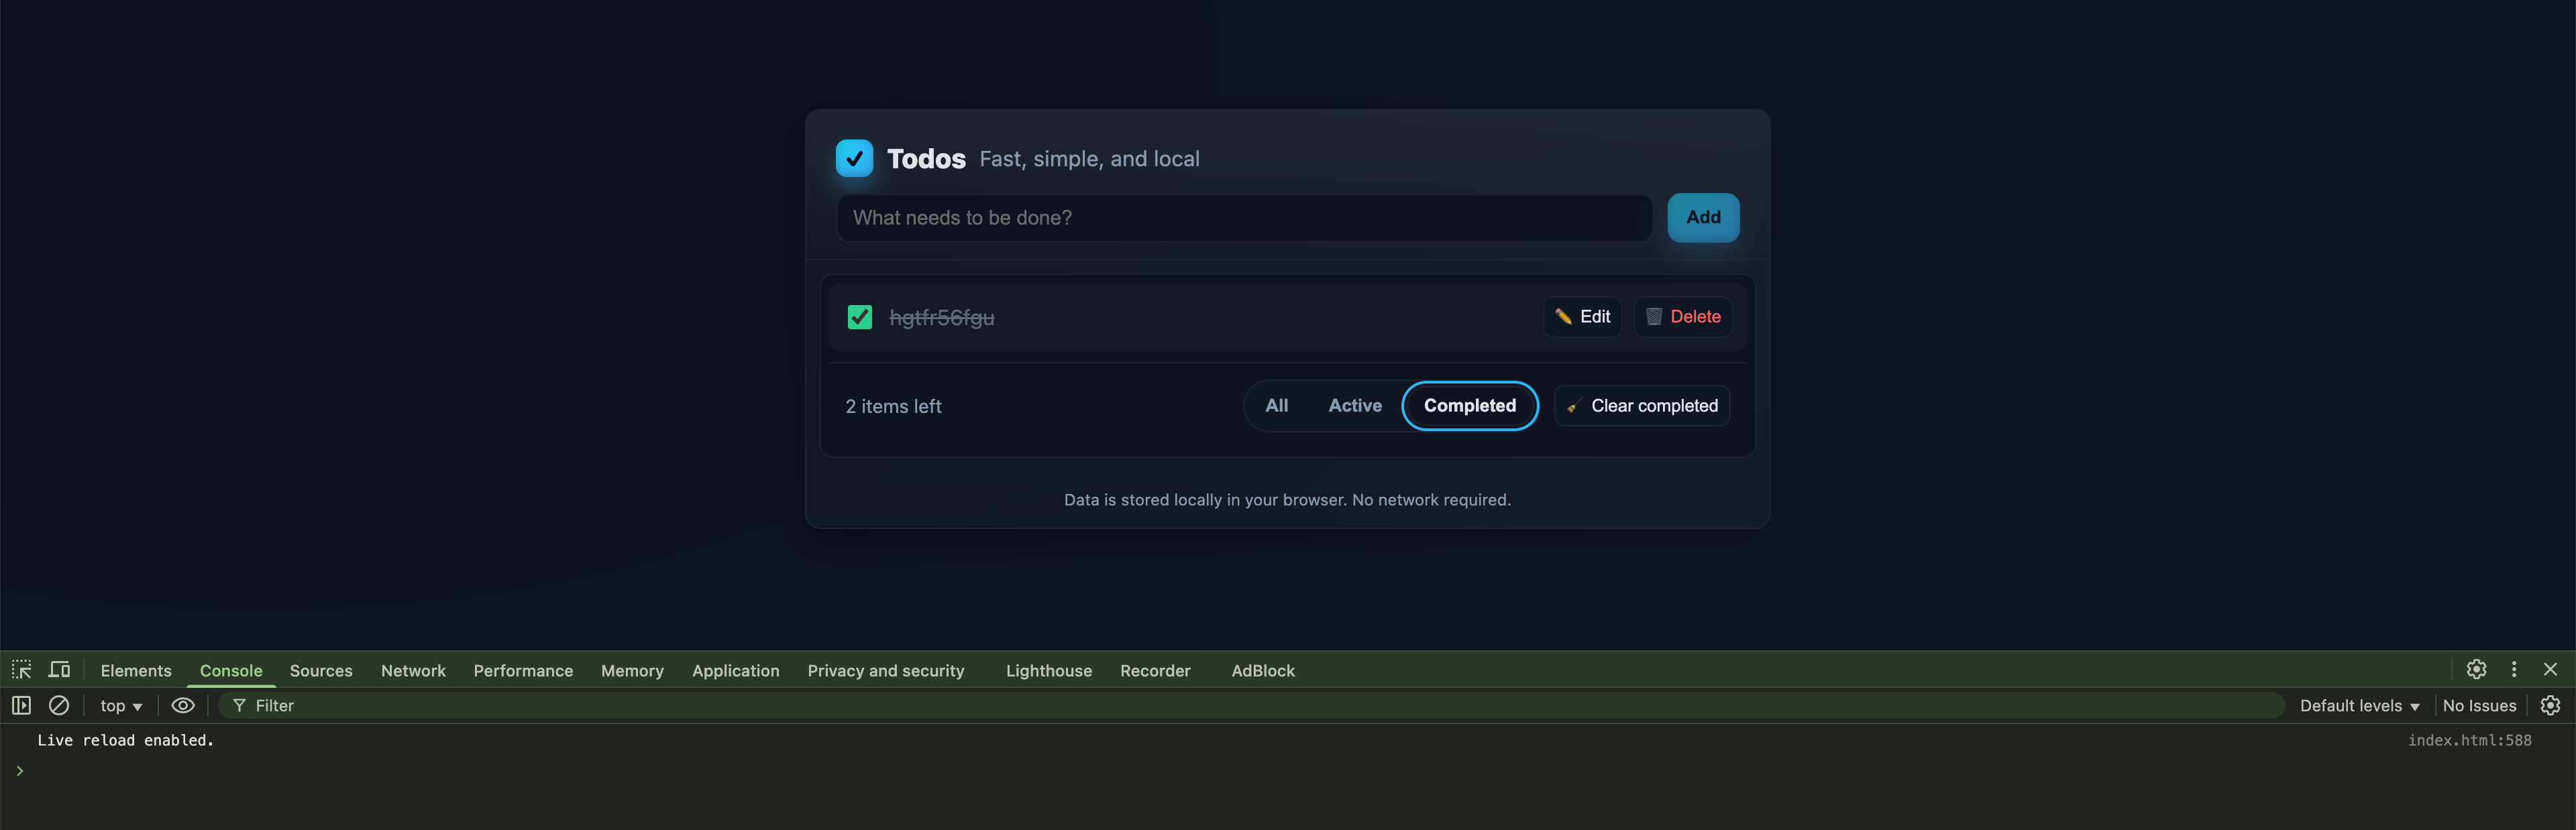 Todos Fast, simple, and local
What needs to be done? Add
hgtfr56fgu Edit Delete
2 items left All Active Completed Clear completed
Data is stored locally in your browser. No network required.
Elements Console Sources Network Performance Memory Application Privacy and security Lighthouse Recorder AdBlock
top Filter Default levels No Issues
Live reload enabled. index.html:588